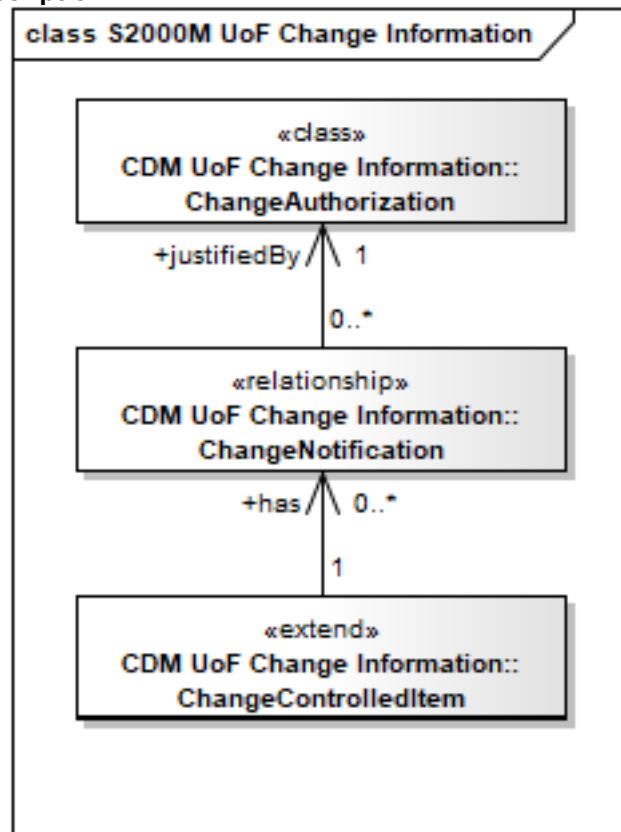 class S2000M UoF Change Information
«class»
CDM UoF Change Information::
ChangeAuthorization
+justifiedBy 1
0..*
«relationship»
CDM UoF Change Information::
ChangeNotification
+has 0..*
1
«extend»
CDM UoF Change Information::
ChangeControlledItem